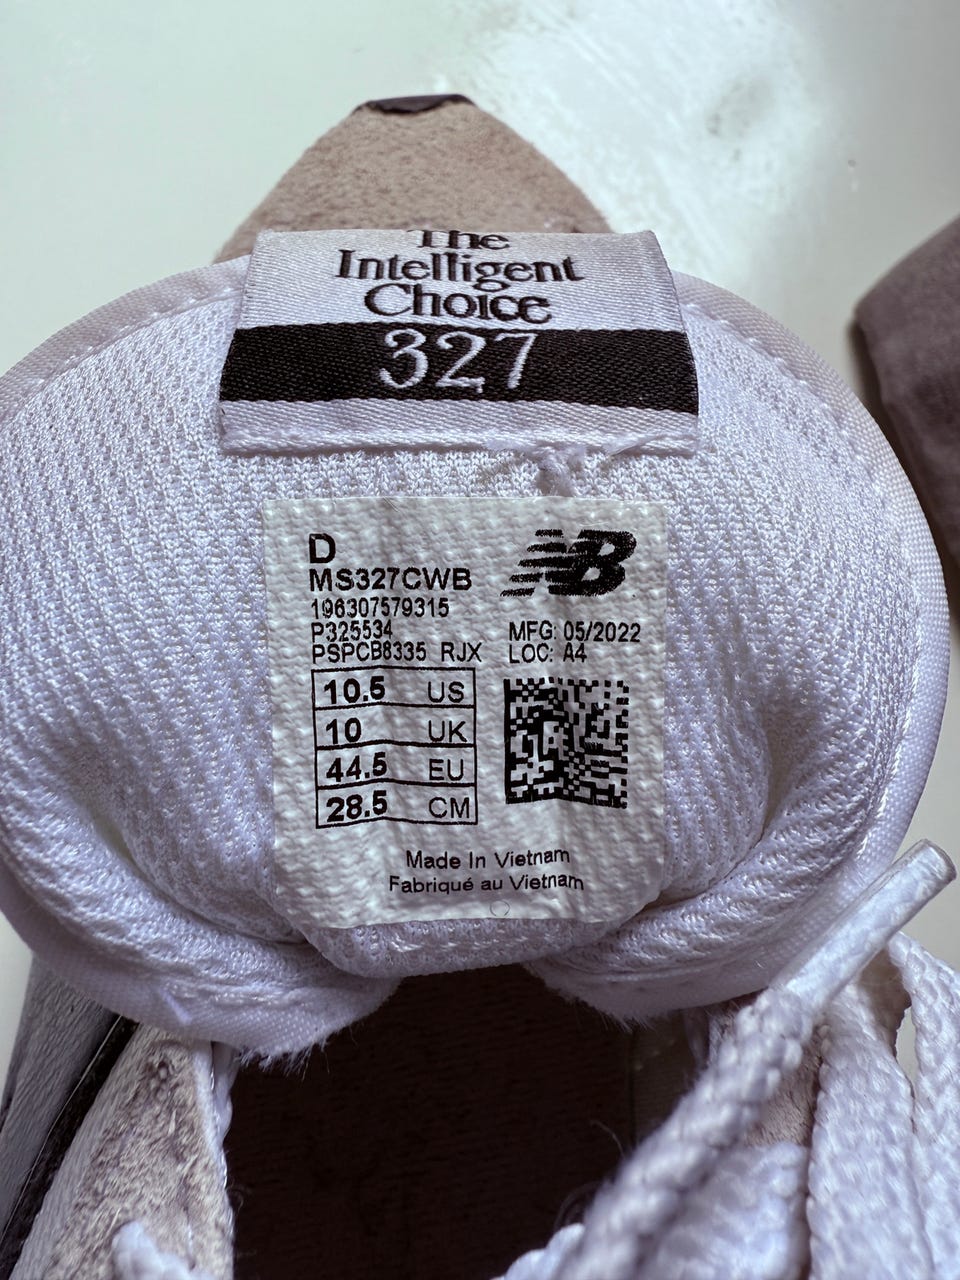 The
Intelligent
Choice
327
D
MS327CWB
196307579315
P325534
PSPCB8335 RJX
NB
MFG: 05/2022
LOC: A4
10.5 US
10 UK
44.5 EU
28.5 CM
Made In Vietnam
Fabriqué au Vietnam